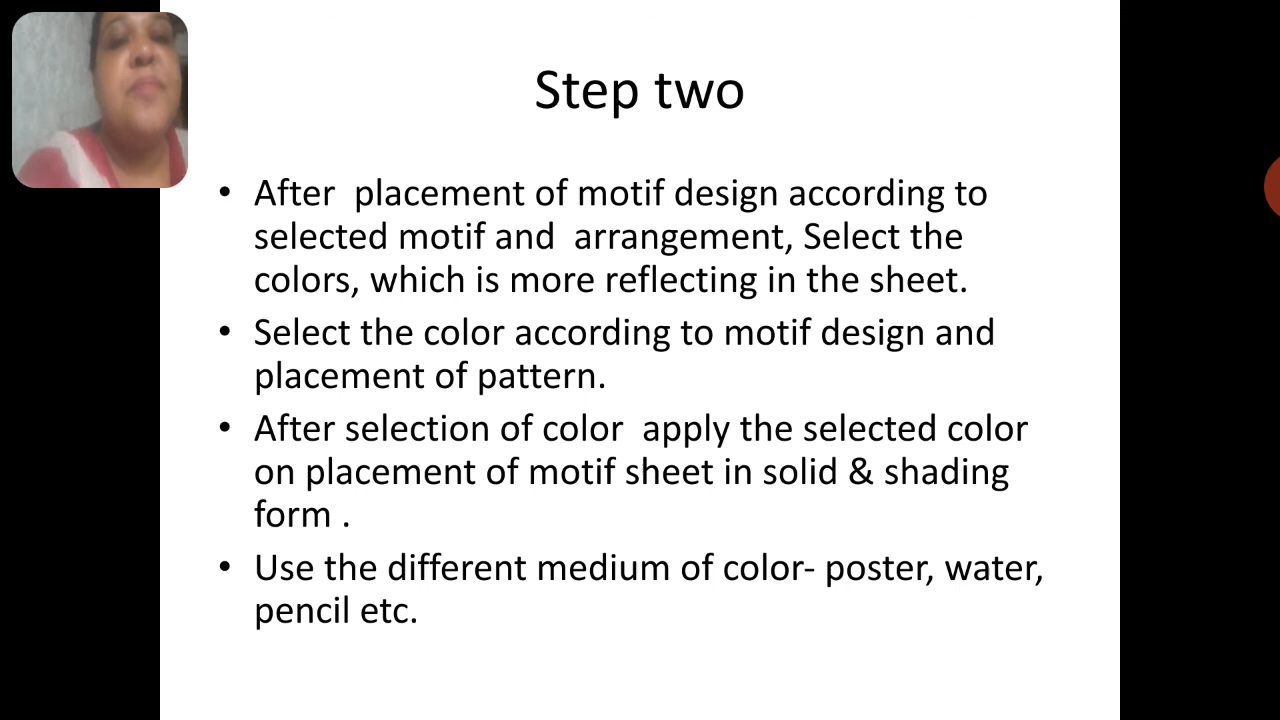 Step two
• After  placement of motif design according to
selected motif and  arrangement, Select the
colors, which is more reflecting in the sheet.
• Select the color according to motif design and
placement of pattern.
• After selection of color  apply the selected color
on placement of motif sheet in solid & shading
form .
• Use the different medium of color- poster, water,
pencil etc.